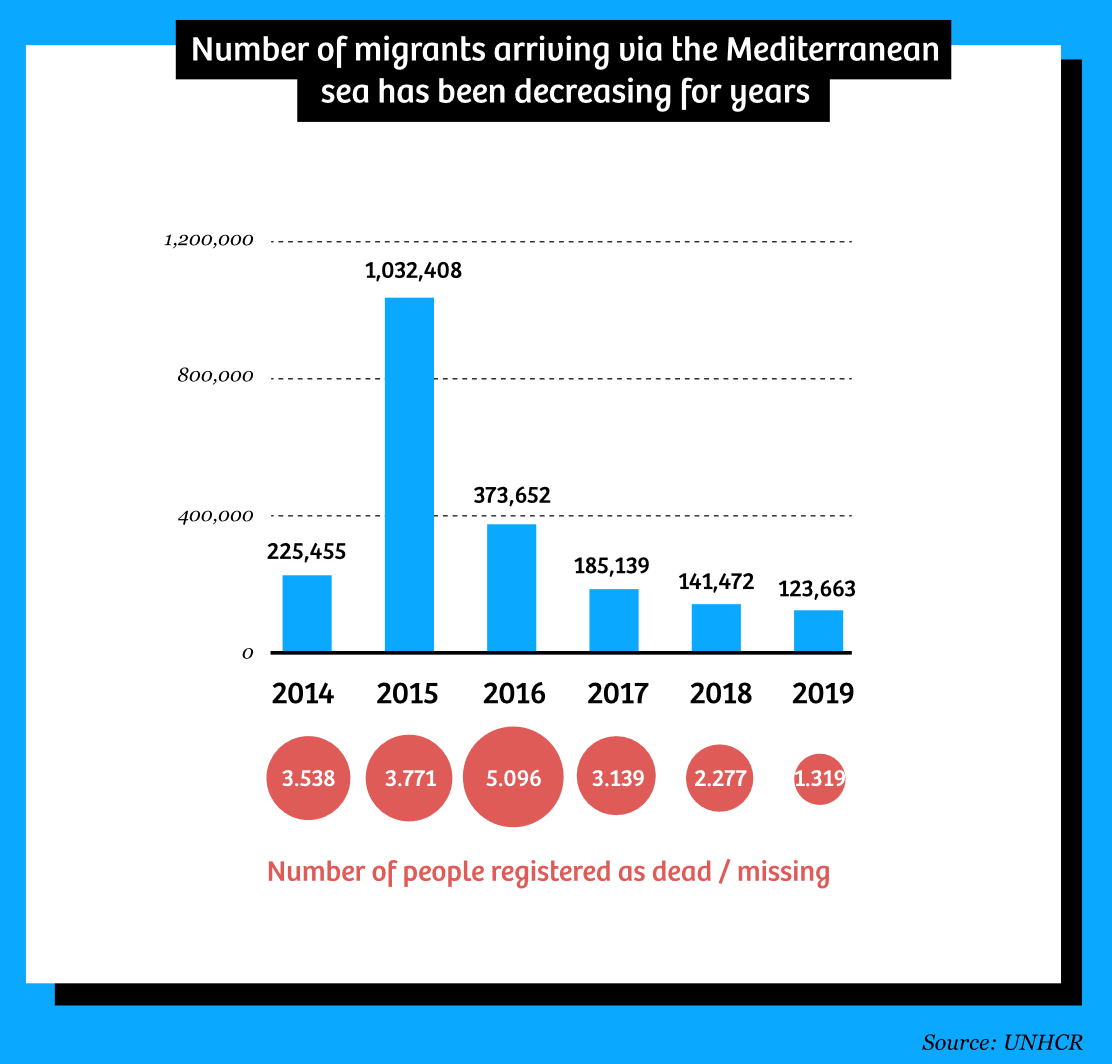 Number of migrants arriving via the Mediterranean
sea has been decreasing for years
1,200,000
1,032,408
800,000
373,652
400,000
225,455
185,139
141,472
123,663
0
2014 2015 2016 2017 2018 2019
3.538 3.771 5.096 3.139 2.277 1.319
Number of people registered as dead / missing
Source: UNHCR